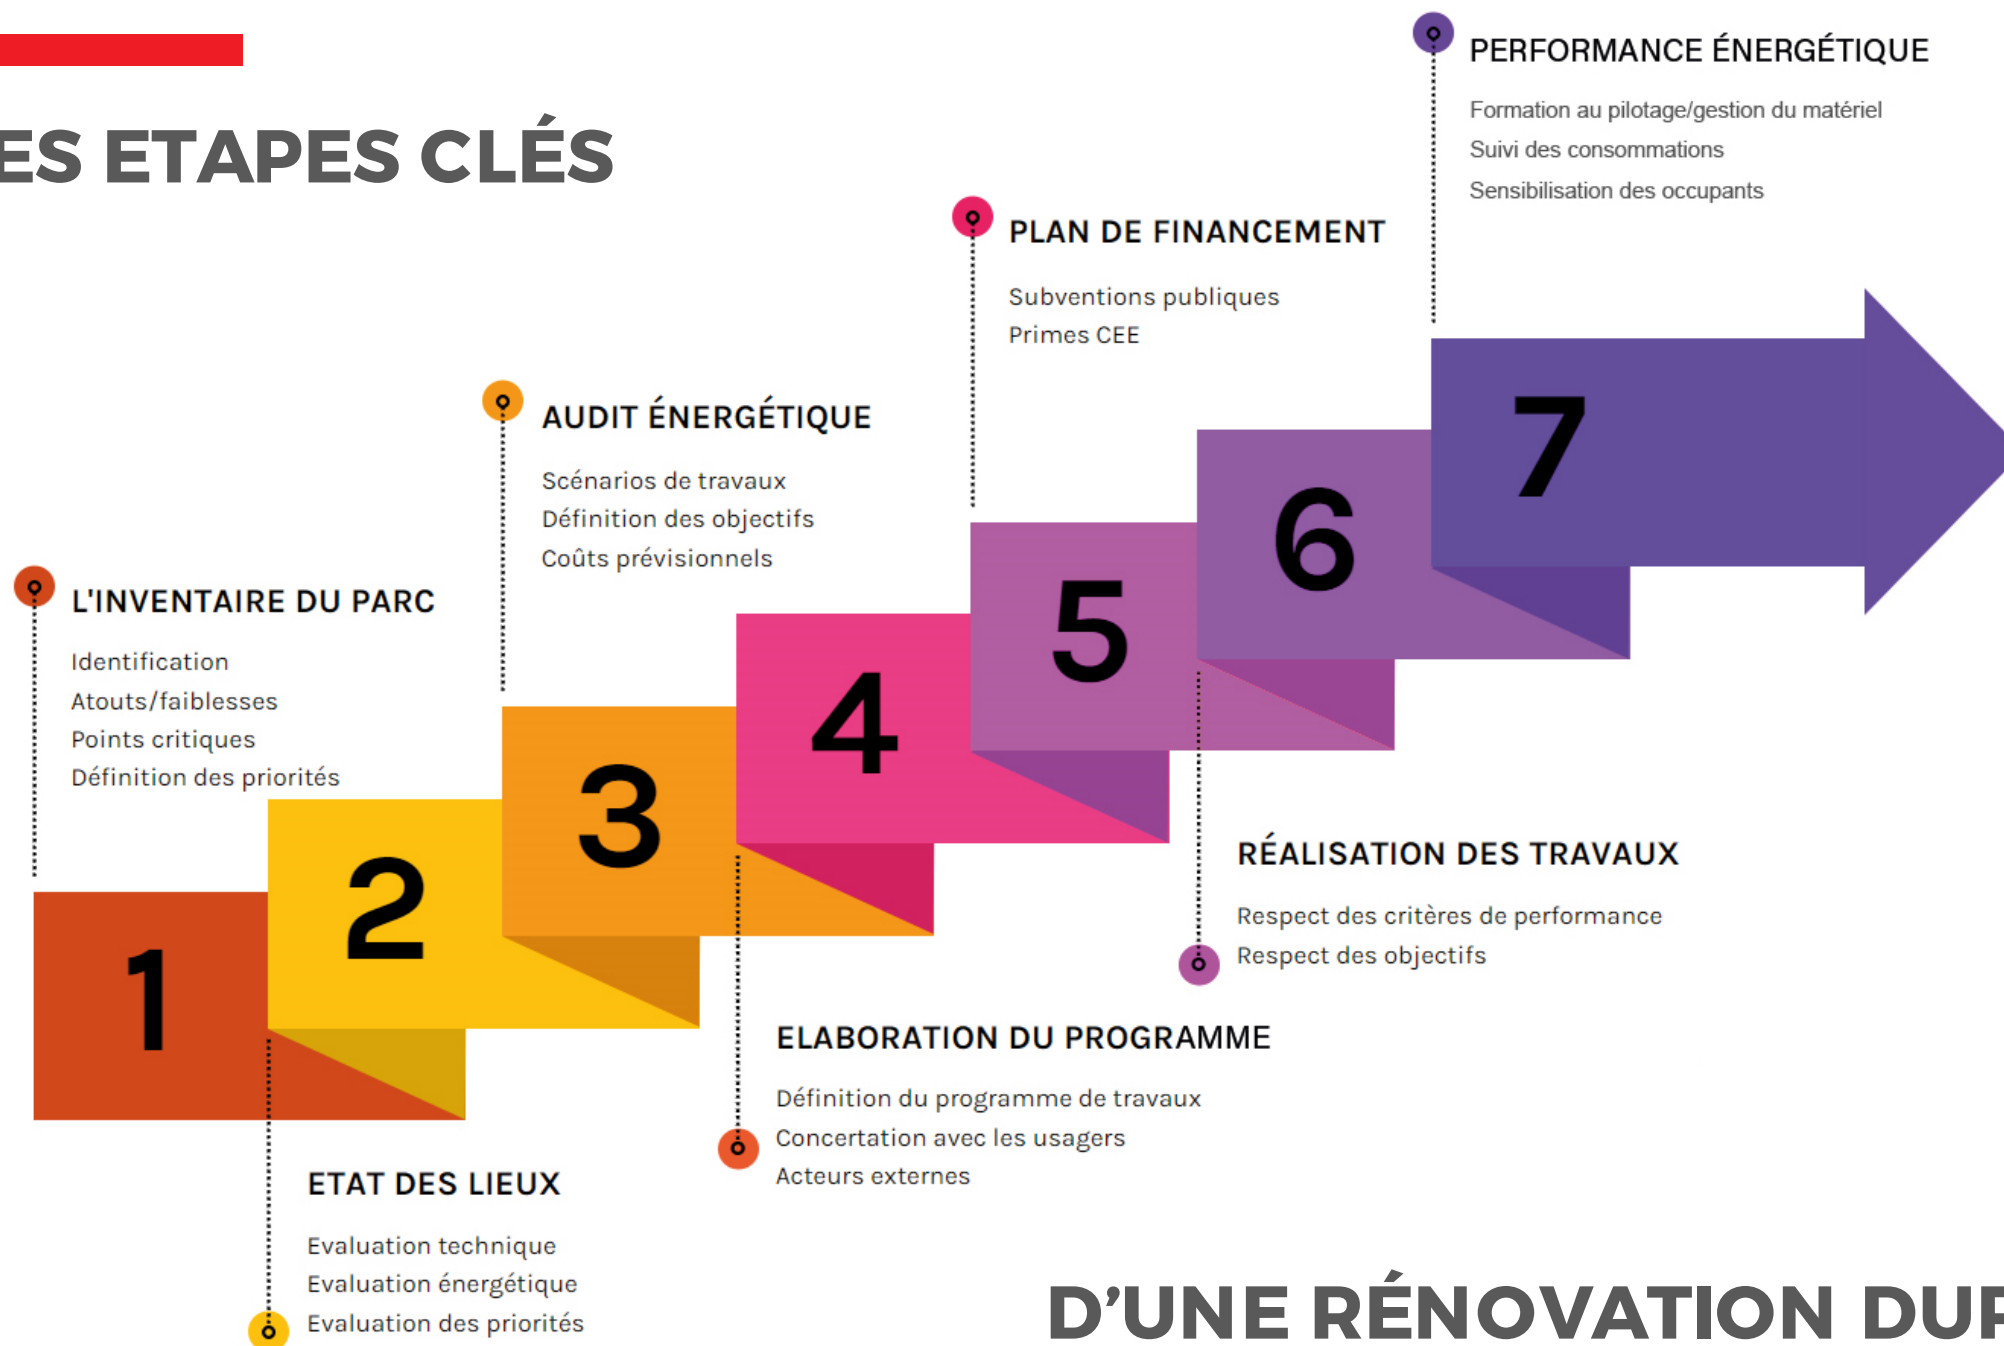 ES ETAPES CLÉS
PERFORMANCE ÉNERGÉTIQUE
Formation au pilotage/gestion du matériel
Suivi des consommations
Sensibilisation des occupants
PLAN DE FINANCEMENT
Subventions publiques
Primes CEE
AUDIT ÉNERGÉTIQUE
Scénarios de travaux
Définition des objectifs
Coûts prévisionnels
L'INVENTAIRE DU PARC
Identification
Atouts/faiblesses
Points critiques
Définition des priorités
1
2
3
4
5
6
7
RÉALISATION DES TRAVAUX
Respect des critères de performance
Respect des objectifs
ELABORATION DU PROGRAMME
Définition du programme de travaux
Concertation avec les usagers
Acteurs externes
ETAT DES LIEUX
Evaluation technique
Evaluation énergétique
Evaluation des priorités
D'UNE RÉNOVATION